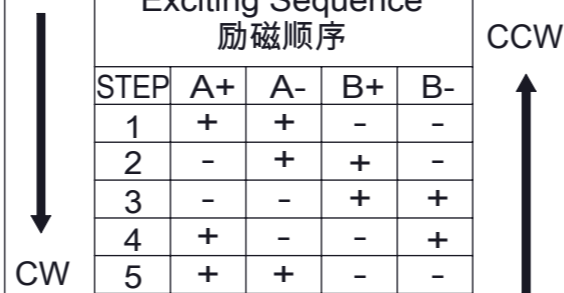 Exciting Sequence
励磁顺序
CCW
STEP A+ A- B+ B-
1 + + - -
2 - + + -
3 - - + +
4 + - - +
CW
5 + + - -